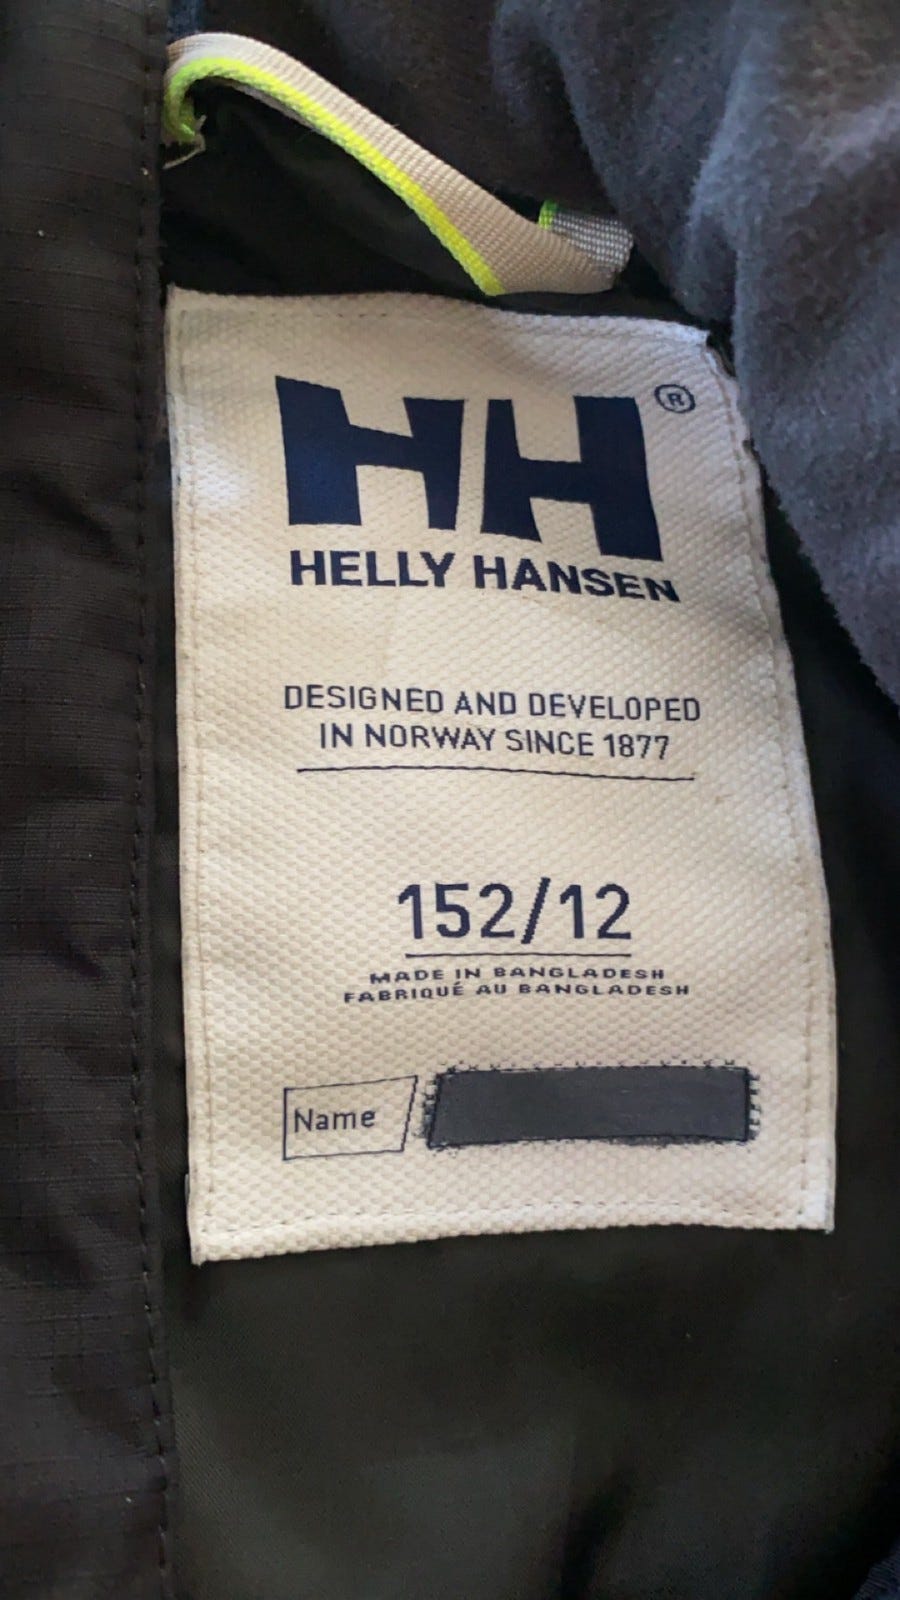 HH®
HELLY HANSEN
DESIGNED AND DEVELOPED
IN NORWAY SINCE 1877
152/12
MADE IN BANGLADESH
FABRIQUÉ AU BANGLADESH
Name